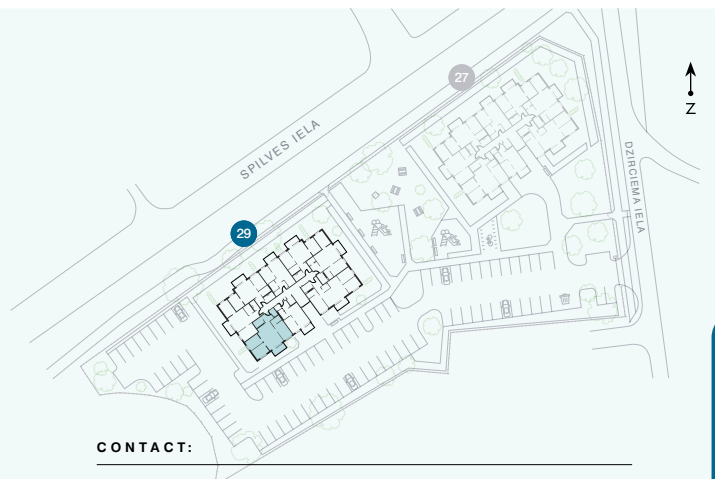 27
Z
SPILVES IELA
DZIRCIEMA IELA
29
CONTACT: